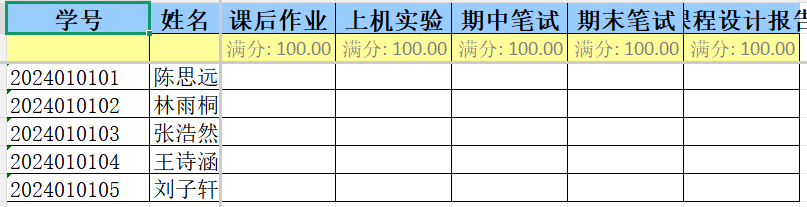 学号 姓名 课后作业 上机实验 期中笔试 期末笔试 课程设计报告
满分: 100.00 满分: 100.00 满分: 100.00 满分: 100.00 满分: 100.00
2024010101 陈思远
2024010102 林雨桐
2024010103 张浩然
2024010104 王诗涵
2024010105 刘子轩